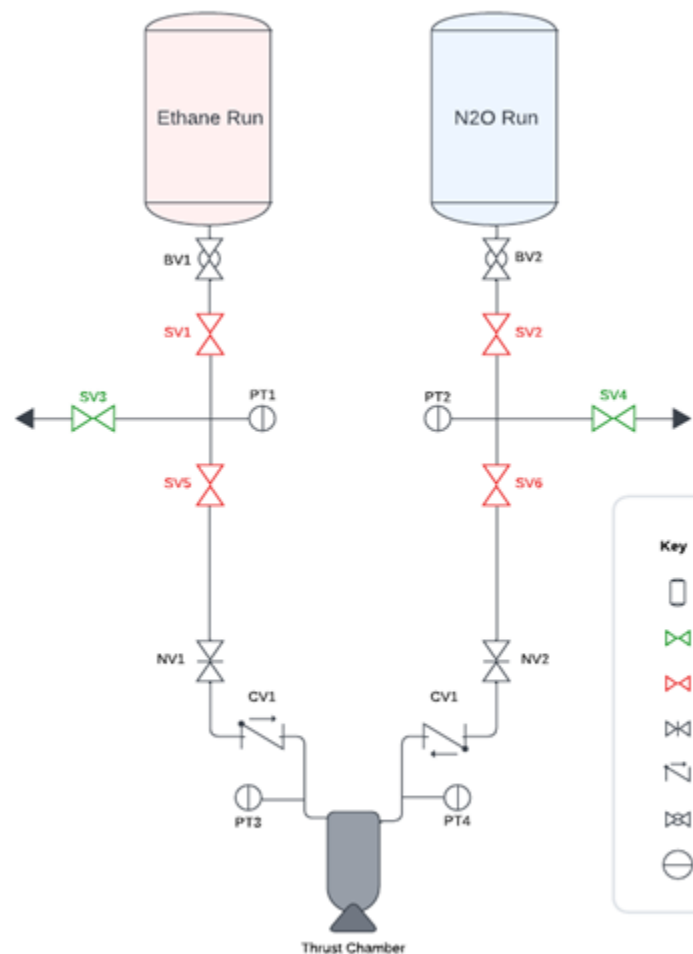 Ethane Run
N2O Run
BV1
BV2
SV1
SV2
SV3
PT1
PT2
SV4
SV5
SV6
Key
NV1
NV2
CV1
CV1
PT3
PT4
Thrust Chamber